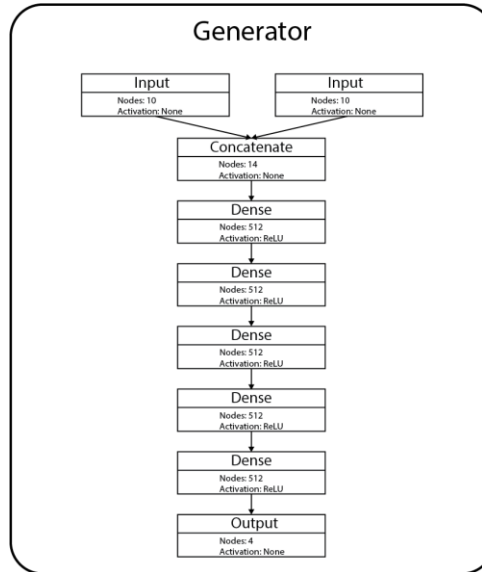 Generator
Input
Nodes: 10
Activation: None
Input
Nodes: 10
Activation: None
Concatenate
Nodes: 14
Activation: None
Dense
Nodes: 512
Activation: ReLU
Dense
Nodes: 512
Activation: ReLU
Dense
Nodes: 512
Activation: ReLU
Dense
Nodes: 512
Activation: ReLU
Dense
Nodes: 512
Activation: ReLU
Output
Nodes: 4
Activation: None